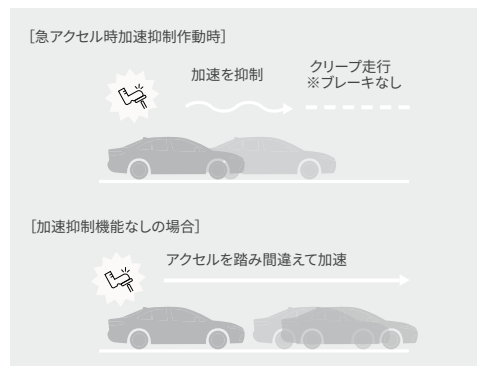 ［急アクセル時加速抑制作動時］
加速を抑制
クリープ走行
※ブレーキなし
［加速抑制機能なしの場合］
アクセルを踏み間違えて加速